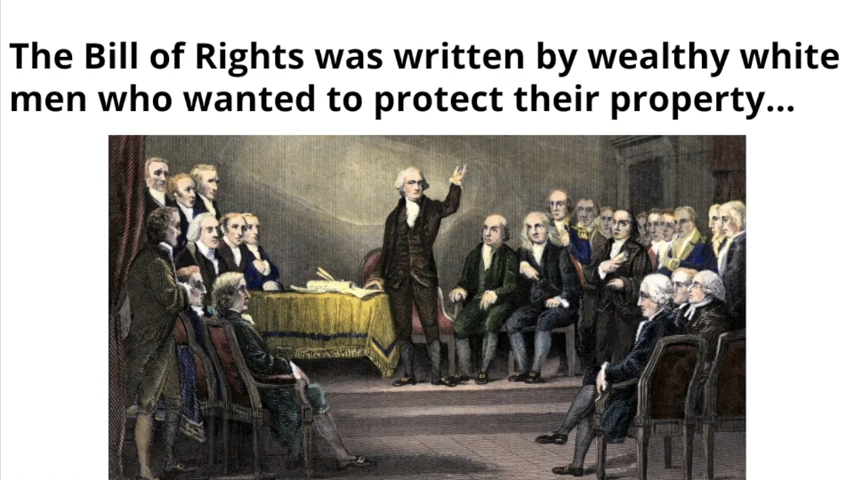 The Bill of Rights was written by wealthy white
men who wanted to protect their property...